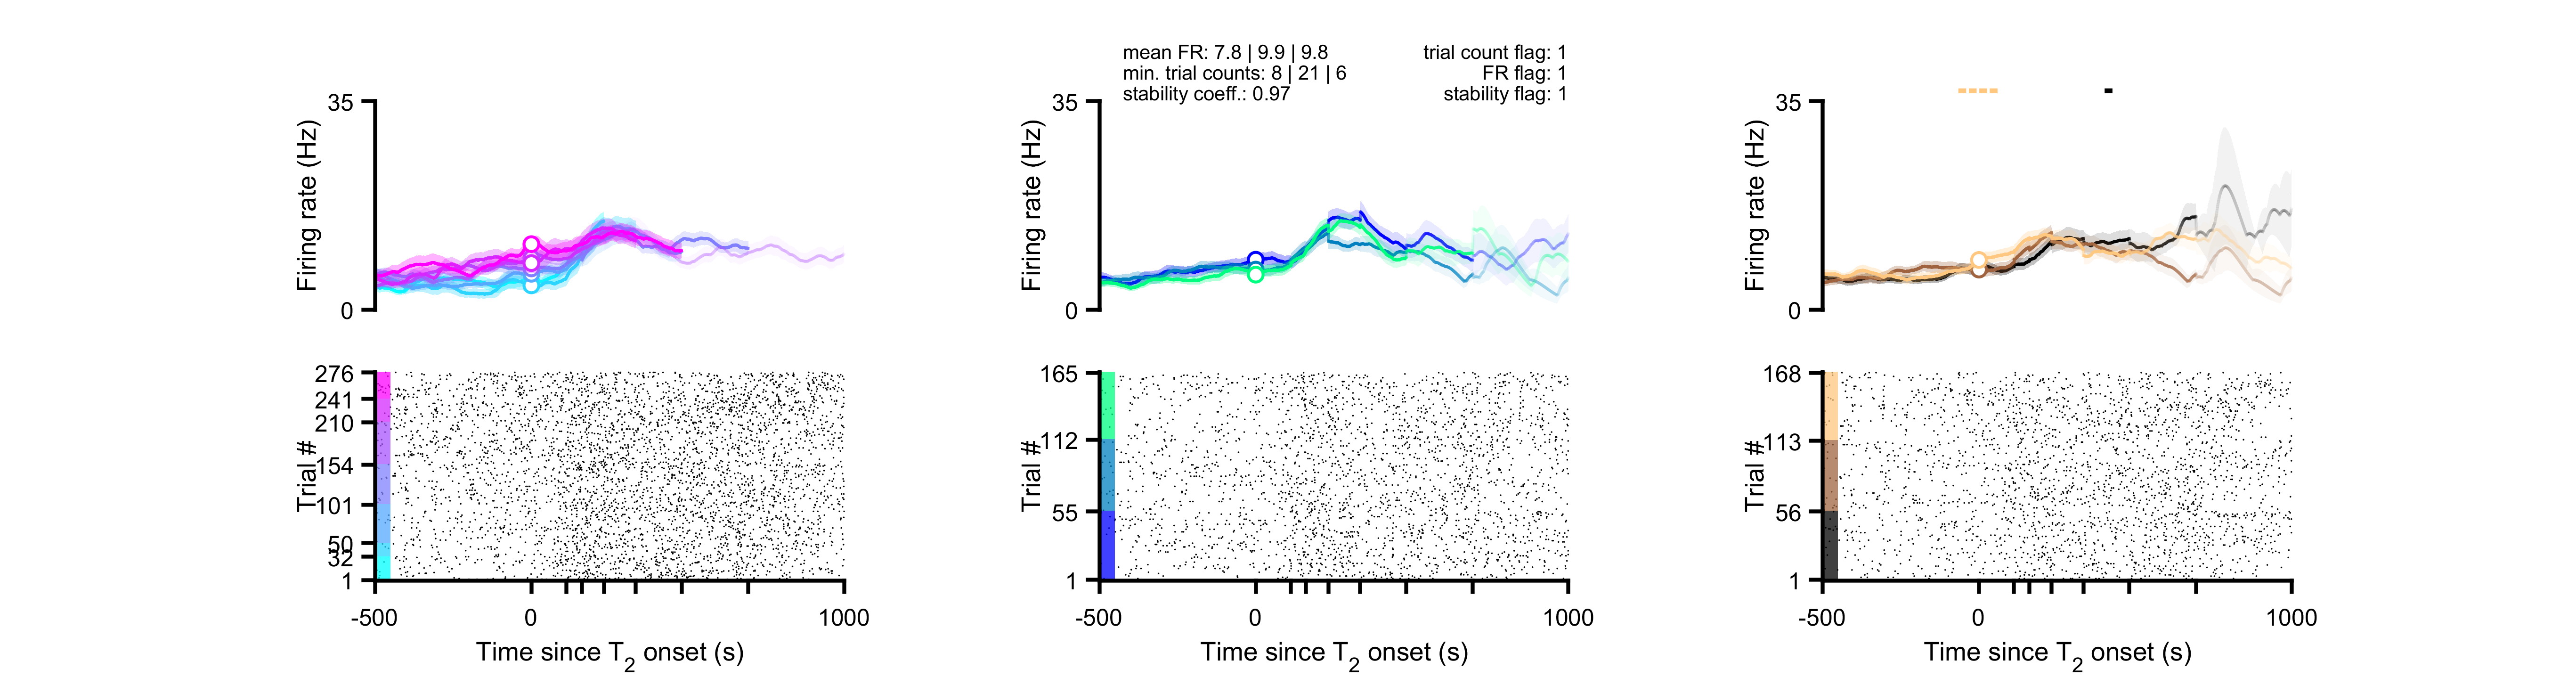 mean FR: 7.8 | 9.9 | 9.8
min. trial counts: 8 | 21 | 6
stability coeff.: 0.97
trial count flag: 1
FR flag: 1
stability flag: 1
35
Firing rate (Hz)
0
35
Firing rate (Hz)
0
35
Firing rate (Hz)
0
276
241
210
154
101
50
32
1
Trial #
-500
0
1000
Time since T2 onset (s)
165
112
55
1
Trial #
-500
0
1000
Time since T2 onset (s)
168
113
56
1
Trial #
-500
0
1000
Time since T2 onset (s)